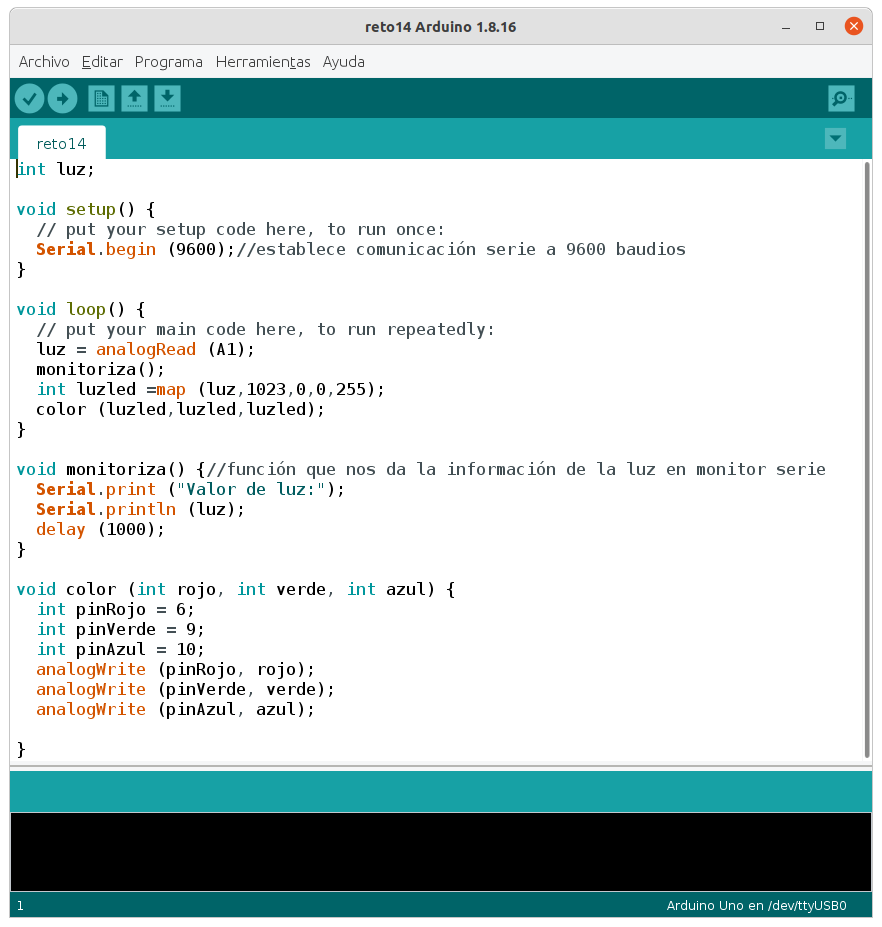 reto14 Arduino 1.8.16
Archivo Editar Programa Herramientas Ayuda
reto14
int luz;
void setup() {
  // put your setup code here, to run once:
  Serial.begin (9600);//establece comunicación serie a 9600 baudios
}
void loop() {
  // put your main code here, to run repeatedly:
  luz = analogRead (A1);
  monitoriza();
  int luzled =map (luz,1023,0,0,255);
  color (luzled,luzled,luzled);
}
void monitoriza() {//función que nos da la información de la luz en monitor serie
  Serial.print ("Valor de luz:");
  Serial.println (luz);
  delay (1000);
}
void color (int rojo, int verde, int azul) {
  int pinRojo = 6;
  int pinVerde = 9;
  int pinAzul = 10;
  analogWrite (pinRojo, rojo);
  analogWrite (pinVerde, verde);
  analogWrite (pinAzul, azul);
}
1 Arduino Uno en /dev/ttyUSB0